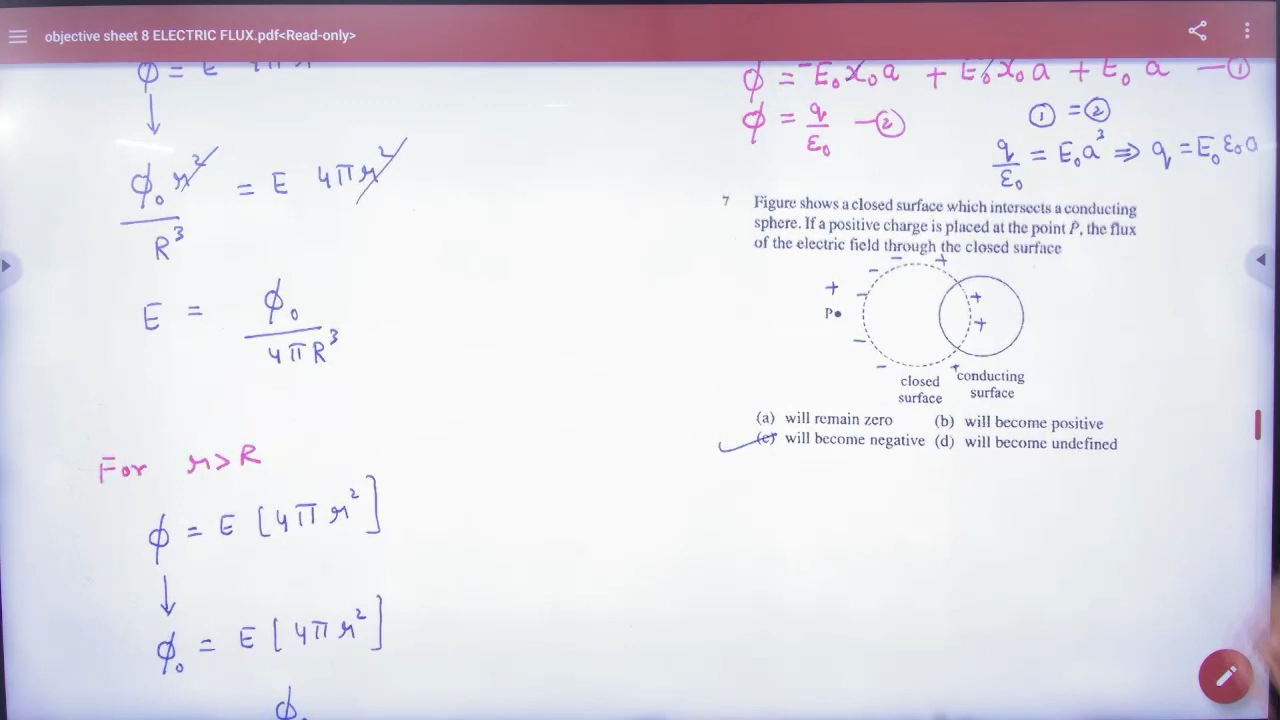 objective sheet 8 ELECTRIC FLUX.pdf<Read-only>
ϕ₀ r² / R³ = E 4πr²
E = ϕ₀ / 4πR³
For r>R
ϕ = E [4πr²]
ϕ₀ = E [4πr²]
ϕ
ϕ = -E₀x₀a + E₀x₀a + E₀a —①
ϕ = q/ε₀ —②
① = ②
q/ε₀ = E₀a³ ⇒ q = E₀ε₀a
7 Figure shows a closed surface which intersects a conducting
sphere. If a positive charge is placed at the point P, the flux
of the electric field through the closed surface
- +
-
+ - +
P• +
-
- +
closed conducting
surface surface
(a) will remain zero (b) will become positive
(c) will become negative (d) will become undefined